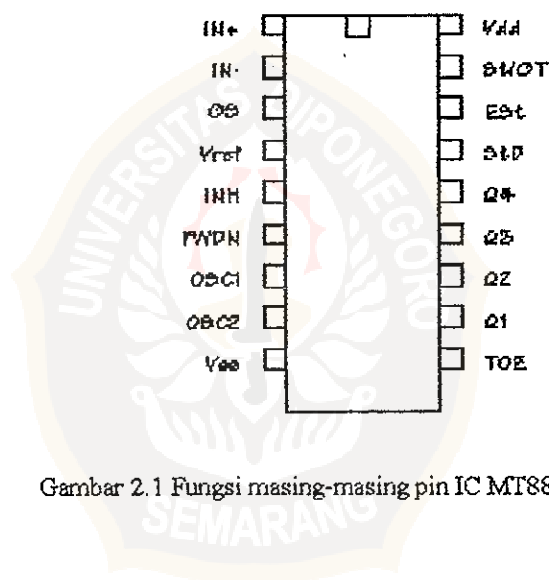 IN+
Vdd
IN-
St/GT
GS
ESt
Vref
StD
INH
Q4
PWDN
Q3
OSC1
Q2
OSC2
Q1
Vss
TOE
Gambar 2.1 Fungsi masing-masing pin IC MT88
UNIVERSITAS DIPONEGORO
SEMARANG